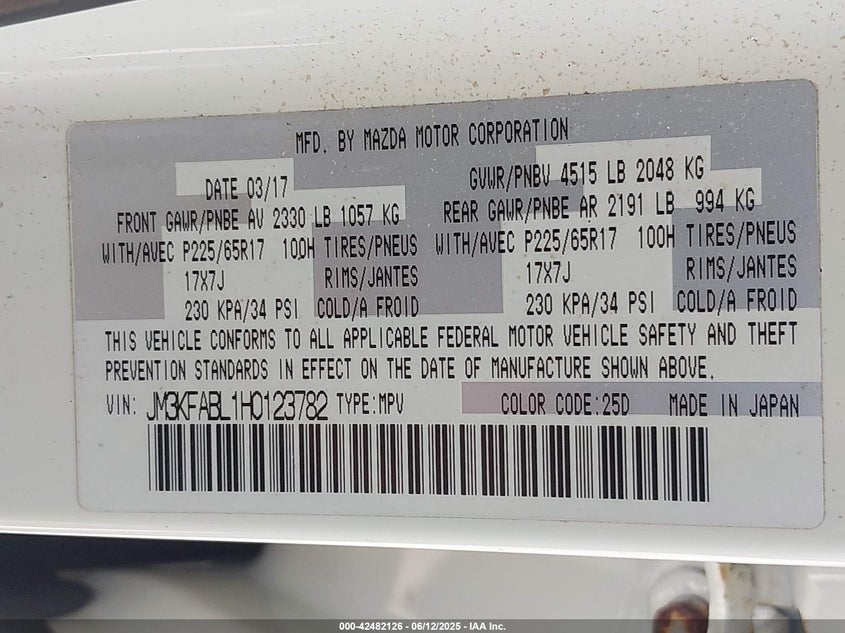 MFD. BY MAZDA MOTOR CORPORATION
DATE 03/17 GVWR/PNBV 4515 LB 2048 KG
FRONT GAWR/PNBE AV 2330 LB 1057 KG REAR GAWR/PNBE AR 2191 LB 994 KG
WITH/AVEC P225/65R17 100H TIRES/PNEUS WITH/AVEC P225/65R17 100H TIRES/PNEUS
17X7J RIMS/JANTES 17X7J RIMS/JANTES
230 KPA/34 PSI COLD/A FROID 230 KPA/34 PSI COLD/A FROID
THIS VEHICLE CONFORMS TO ALL APPLICABLE FEDERAL MOTOR VEHICLE SAFETY AND THEFT
PREVENTION STANDARDS IN EFFECT ON THE DATE OF MANUFACTURE SHOWN ABOVE.
VIN: JM3KFABL1H0123782 TYPE:MPV COLOR CODE:25D MADE IN JAPAN
000-42482126 - 06/12/2025 - IAA Inc.